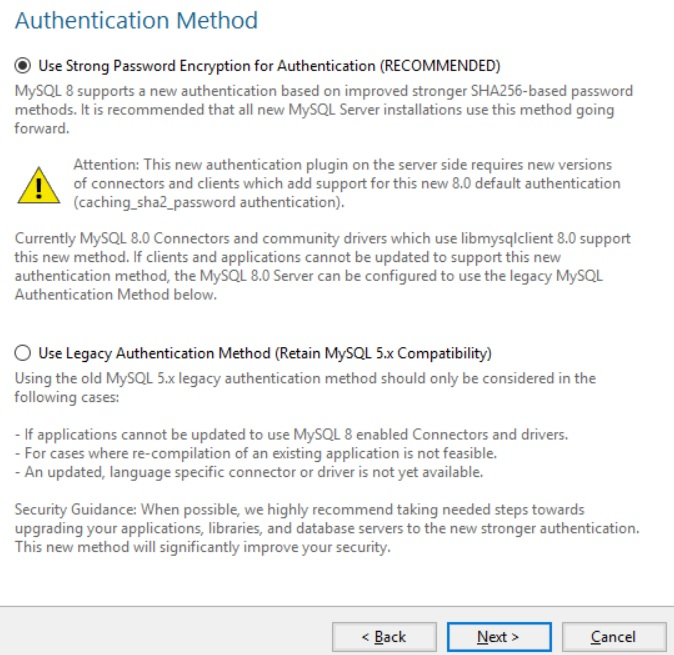 Authentication Method
Use Strong Password Encryption for Authentication (RECOMMENDED)
MySQL 8 supports a new authentication based on improved stronger SHA256-based password
methods. It is recommended that all new MySQL Server installations use this method going
forward.
Attention: This new authentication plugin on the server side requires new versions
of connectors and clients which add support for this new 8.0 default authentication
(caching_sha2_password authentication).
Currently MySQL 8.0 Connectors and community drivers which use libmysqlclient 8.0 support
this new method. If clients and applications cannot be updated to support this new
authentication method, the MySQL 8.0 Server can be configured to use the legacy MySQL
Authentication Method below.
Use Legacy Authentication Method (Retain MySQL 5.x Compatibility)
Using the old MySQL 5.x legacy authentication method should only be considered in the
following cases:
- If applications cannot be updated to use MySQL 8 enabled Connectors and drivers.
- For cases where re-compilation of an existing application is not feasible.
- An updated, language specific connector or driver is not yet available.
Security Guidance: When possible, we highly recommend taking needed steps towards
upgrading your applications, libraries, and database servers to the new stronger authentication.
This new method will significantly improve your security.
< Back Next > Cancel